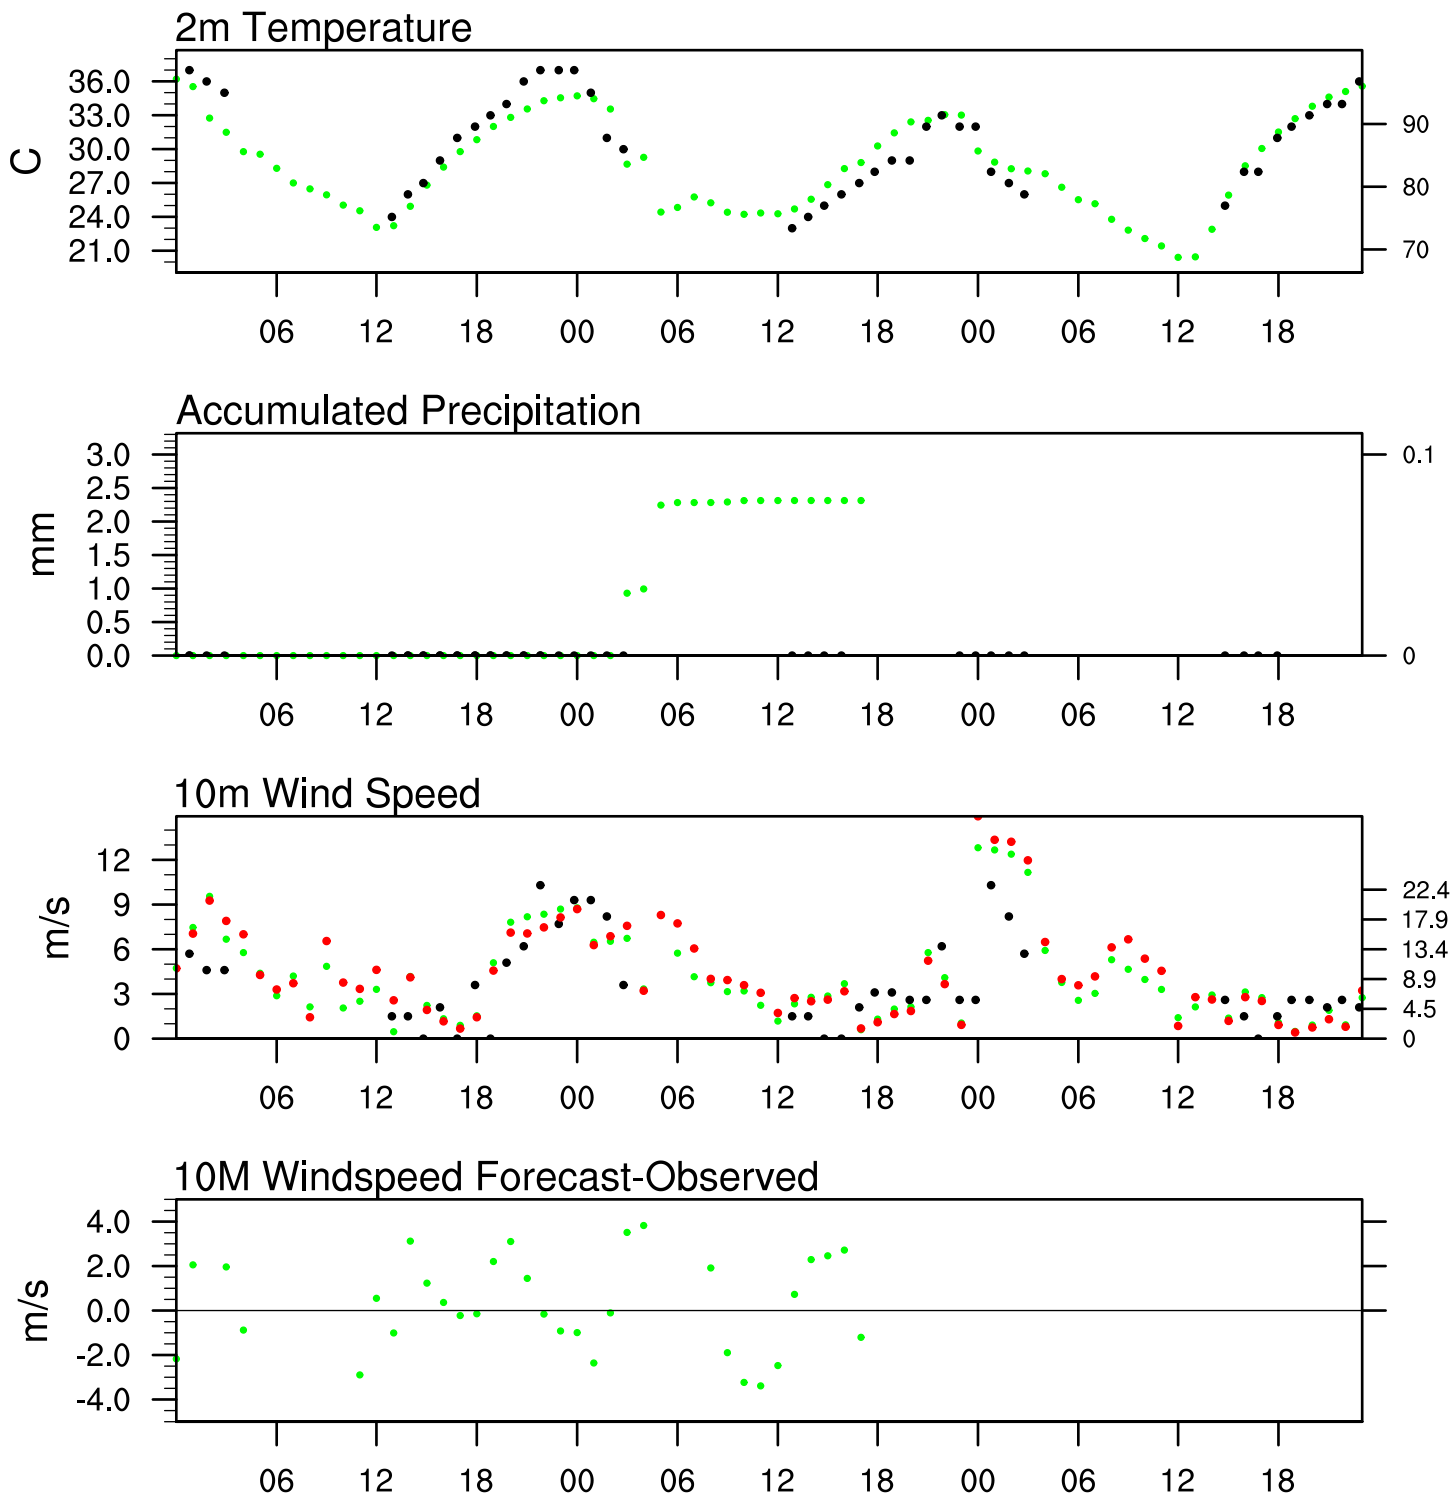 2m Temperature
C
36.0
33.0
30.0
27.0
24.0
21.0
90
80
70
06 12 18 00 06 12 18 00 06 12 18
Accumulated Precipitation
mm
3.0
2.5
2.0
1.5
1.0
0.5
0.0
0.1
0
06 12 18 00 06 12 18 00 06 12 18
10m Wind Speed
m/s
12
9
6
3
0
22.4
17.9
13.4
8.9
4.5
0
06 12 18 00 06 12 18 00 06 12 18
10M Windspeed Forecast-Observed
m/s
4.0
2.0
0.0
-2.0
-4.0
06 12 18 00 06 12 18 00 06 12 18